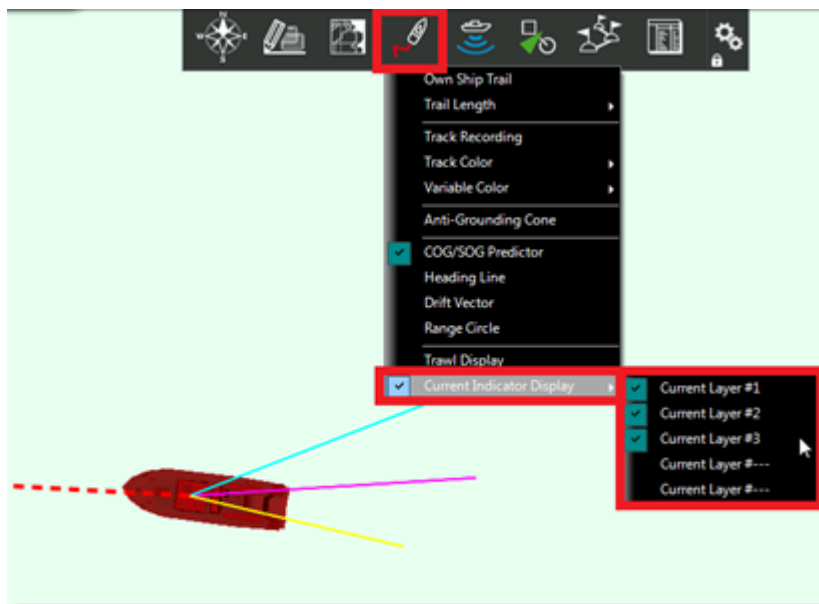 Own Ship Trail
Trail Length
Track Recording
Track Color
Variable Color
Anti-Grounding Cone
COG/SOG Predictor
Heading Line
Drift Vector
Range Circle
Trawl Display
Current Indicator Display
Current Layer #1
Current Layer #2
Current Layer #3
Current Layer #---
Current Layer #---